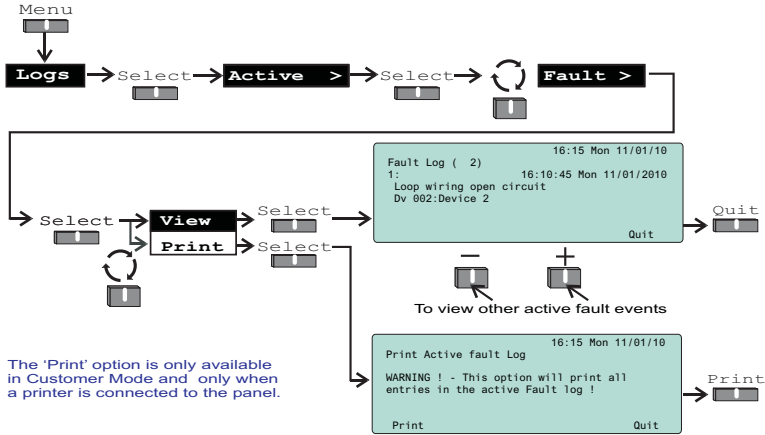 Menu
Logs
Select
Active >
Select
Fault >
Select
View
Print
Select
Select
16:15 Mon 11/01/10
Fault Log ( 2)
1: 16:10:45 Mon 11/01/2010
Loop wiring open circuit
Dv 002:Device 2
Quit
Quit
– +
To view other active fault events
The ‘Print’ option is only available
in Customer Mode and only when
a printer is connected to the panel.
16:15 Mon 11/01/10
Print Active fault Log
WARNING ! - This option will print all
entries in the active Fault log !
Print Quit
Print